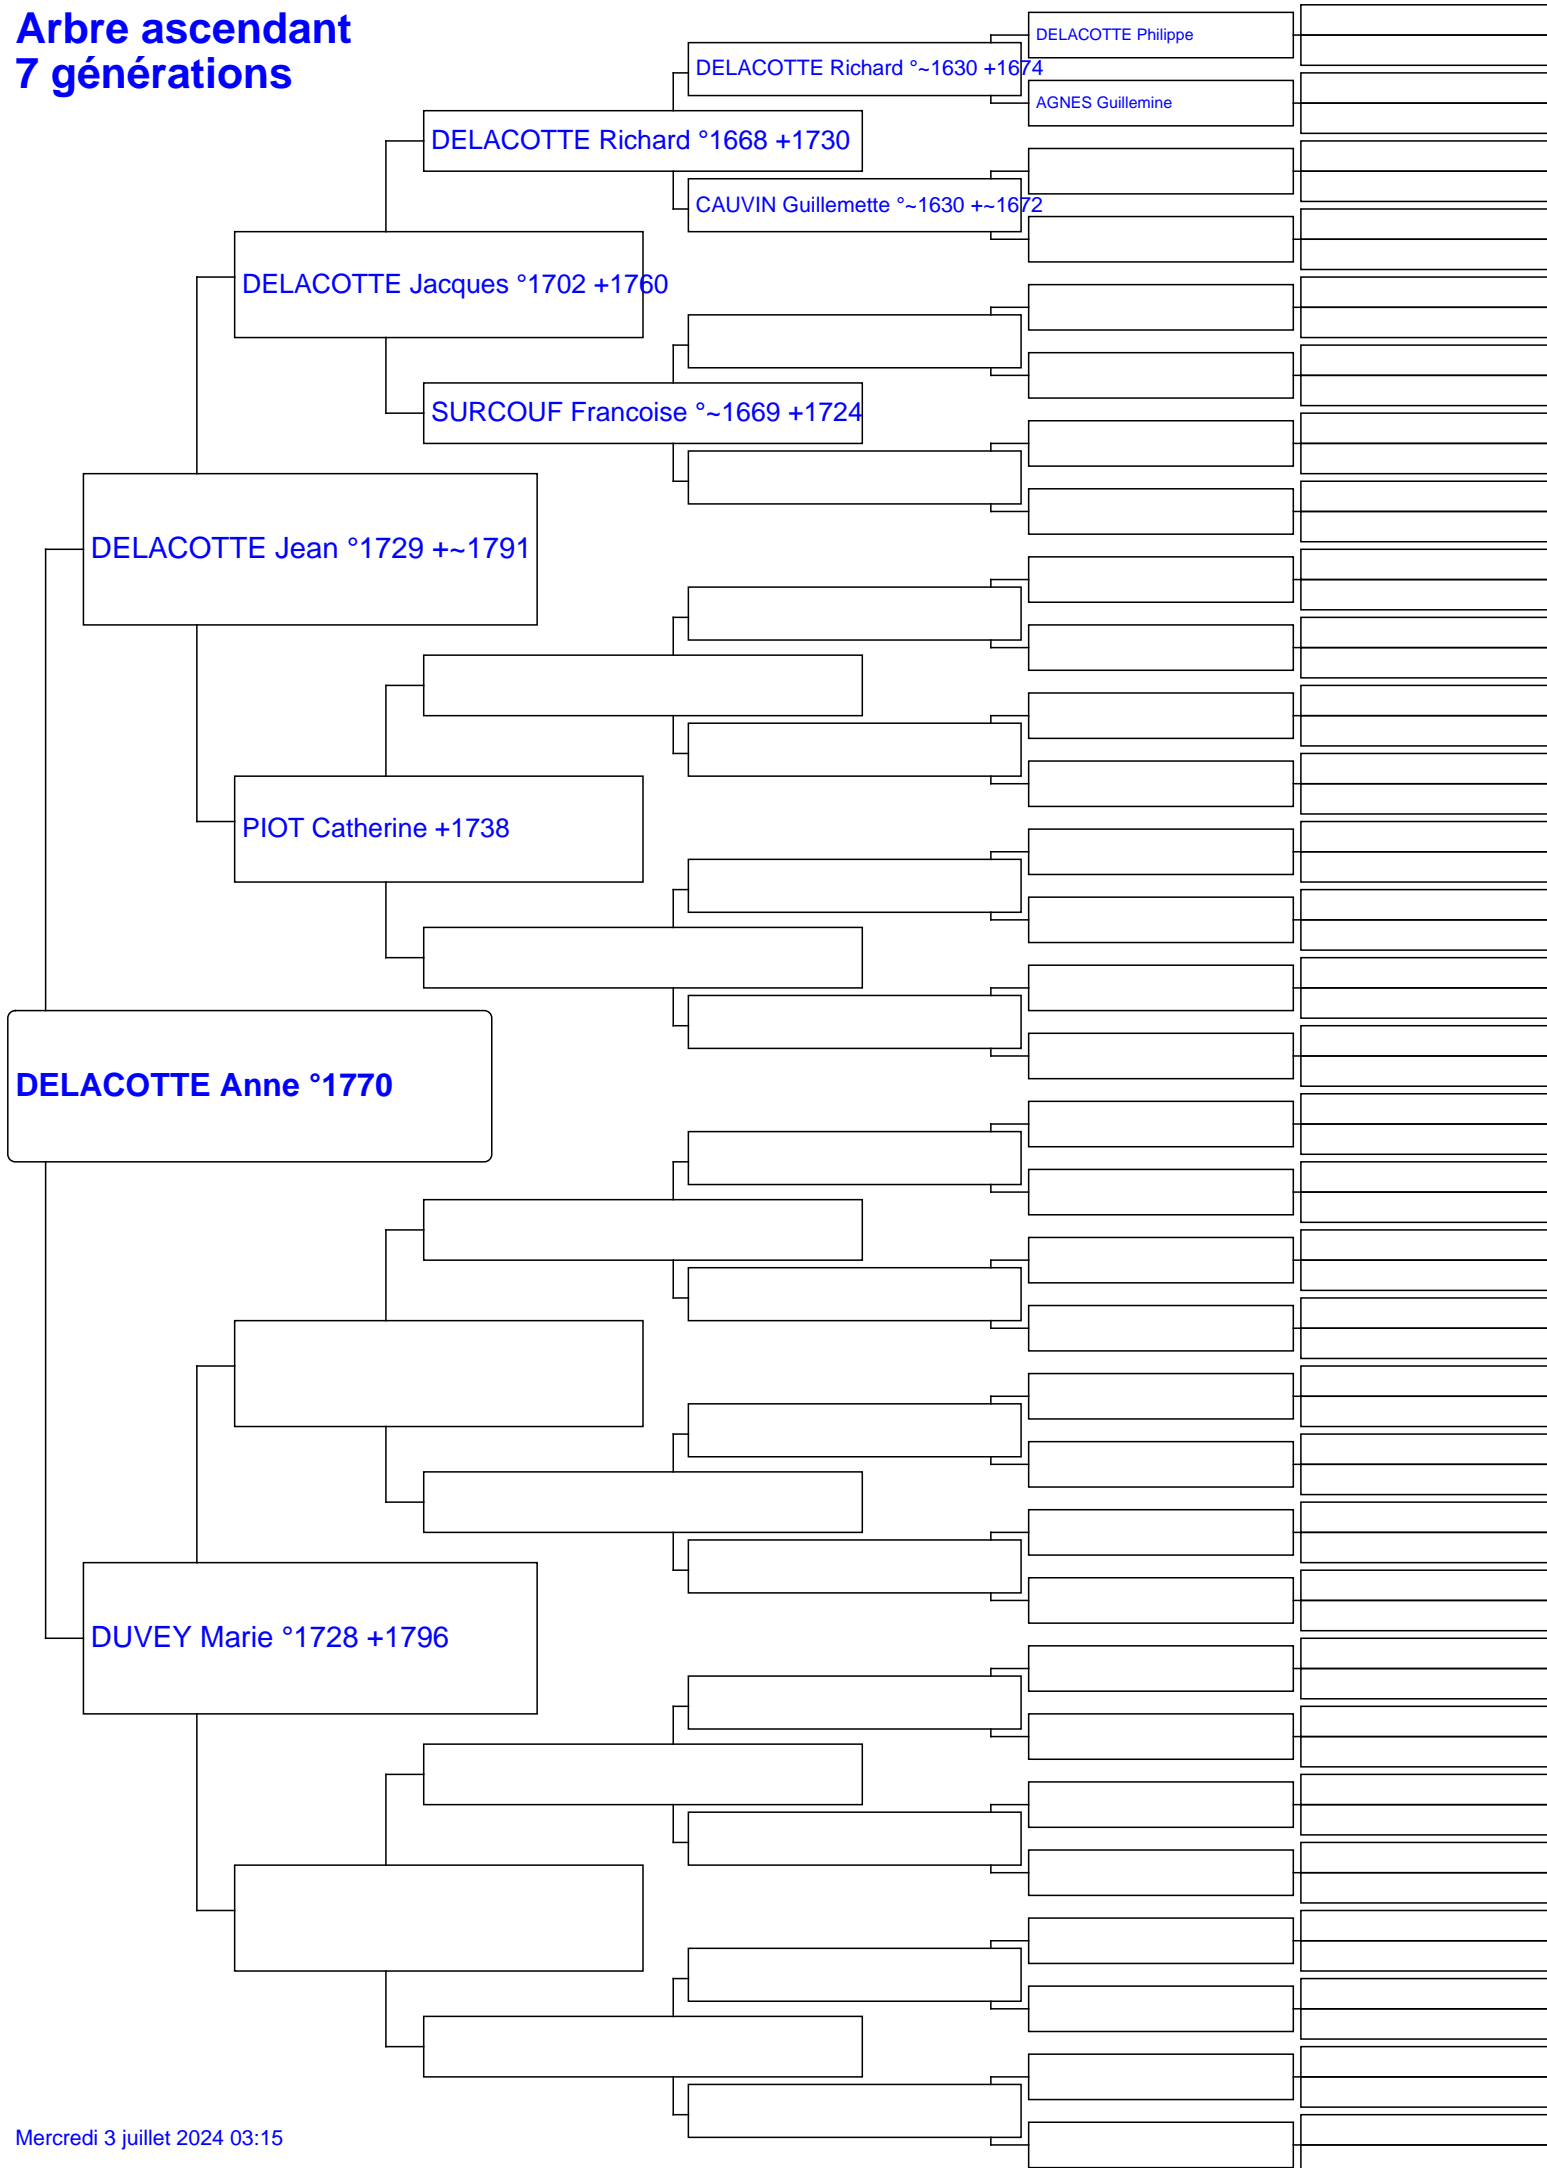 Arbre ascendant
7 générations
DELACOTTE Philippe
DELACOTTE Richard °~1630 +1674
AGNES Guillemine
DELACOTTE Richard °1668 +1730
CAUVIN Guillemette °~1630 +~1672
DELACOTTE Jacques °1702 +1760
SURCOUF Francoise °~1669 +1724
DELACOTTE Jean °1729 +~1791
PIOT Catherine +1738
DELACOTTE Anne °1770
DUVEY Marie °1728 +1796
Mercredi 3 juillet 2024 03:15